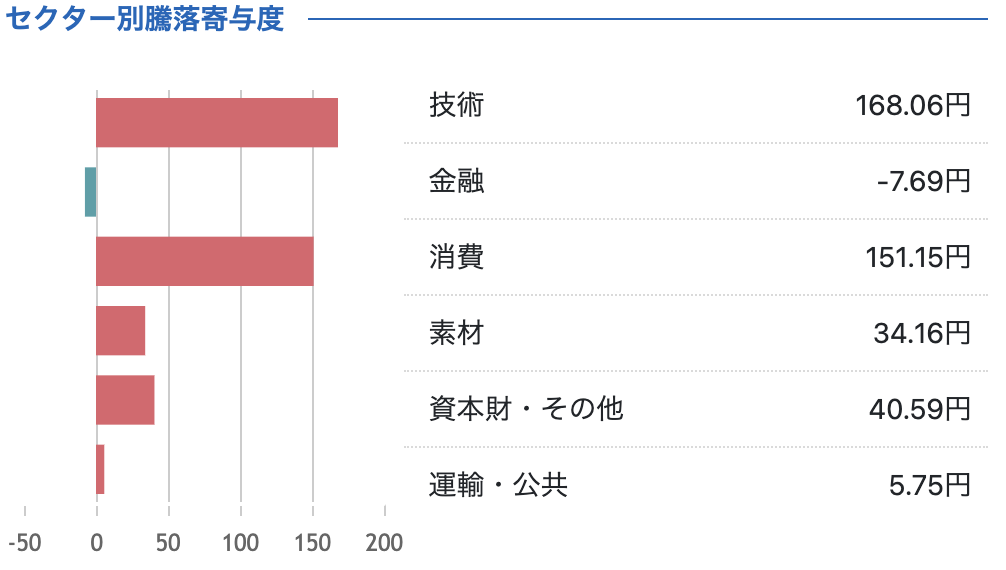 セクター別騰落寄与度
技術 168.06円
金融 -7.69円
消費 151.15円
素材 34.16円
資本財・その他 40.59円
運輸・公共 5.75円
-50 0 50 100 150 200